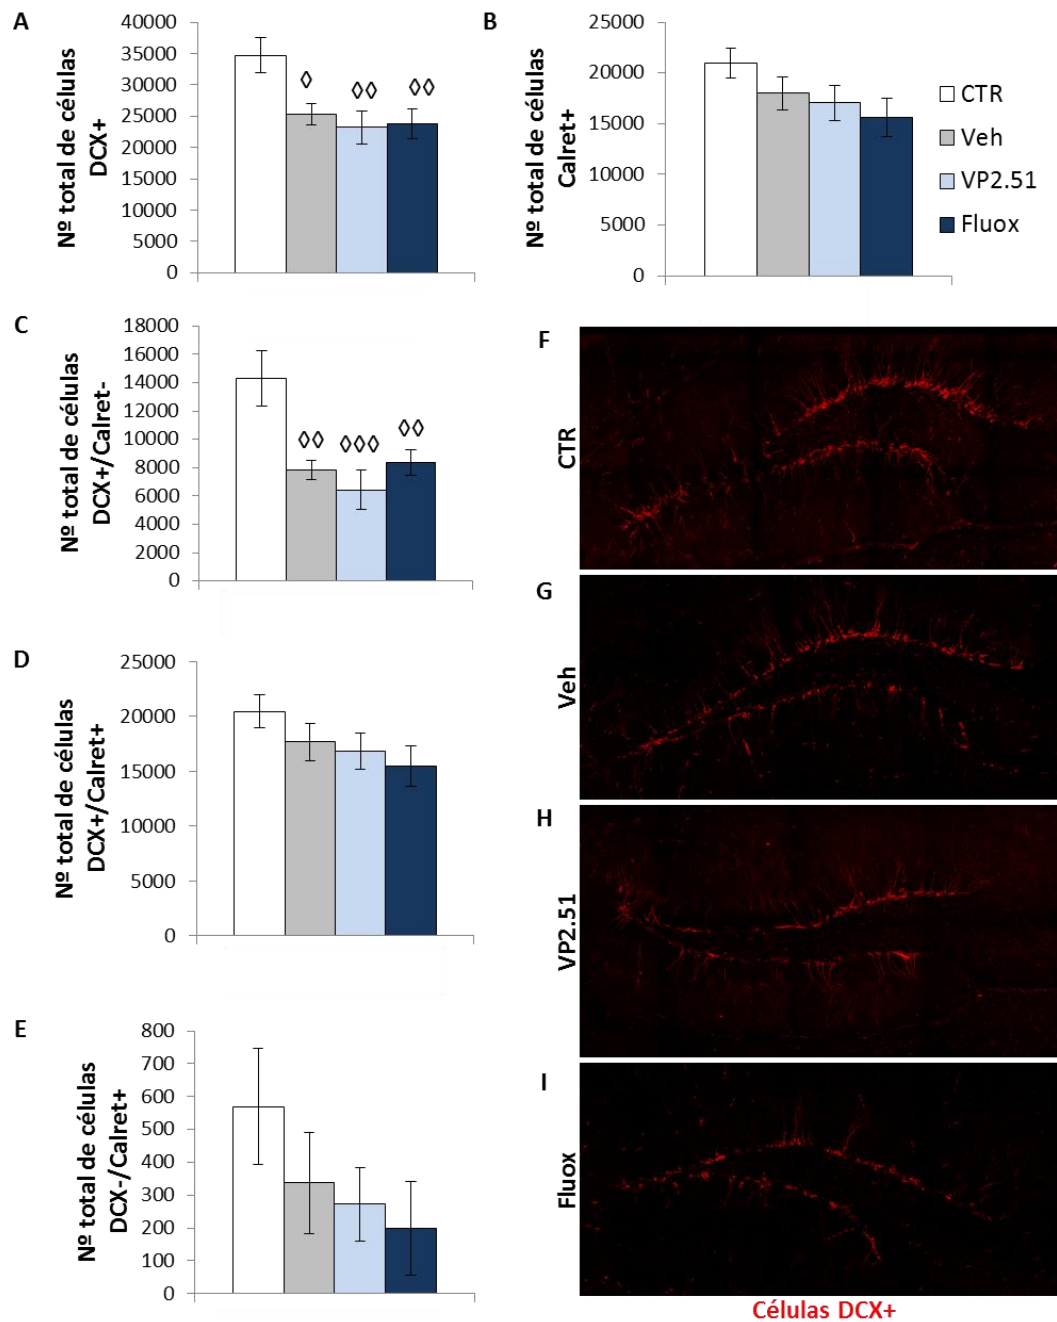 A
Nº total de células
DCX+
40000
35000
30000
25000
20000
15000
10000
5000
0
◊
◊◊
◊◊
B
Nº total de células
Calret+
25000
20000
15000
10000
5000
0
CTR
Veh
VP2.51
Fluox
C
Nº total de células
DCX+/Calret-
18000
16000
14000
12000
10000
8000
6000
4000
2000
0
◊◊
◊◊◊
◊◊
D
Nº total de células
DCX+/Calret+
25000
20000
15000
10000
5000
0
E
Nº total de células
DCX-/Calret+
800
700
600
500
400
300
200
100
0
F
CTR
G
Veh
H
VP2.51
I
Fluox
Células DCX+